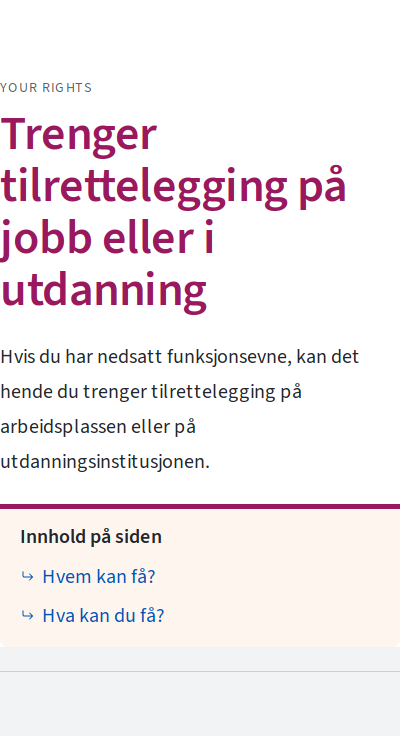 YOUR RIGHTS
Trenger
tilrettelegging på
jobb eller i
utdanning
Hvis du har nedsatt funksjonsevne, kan det
hende du trenger tilrettelegging på
arbeidsplassen eller på
utdanningsinstitusjonen.
Innhold på siden
Hvem kan få?
Hva kan du få?